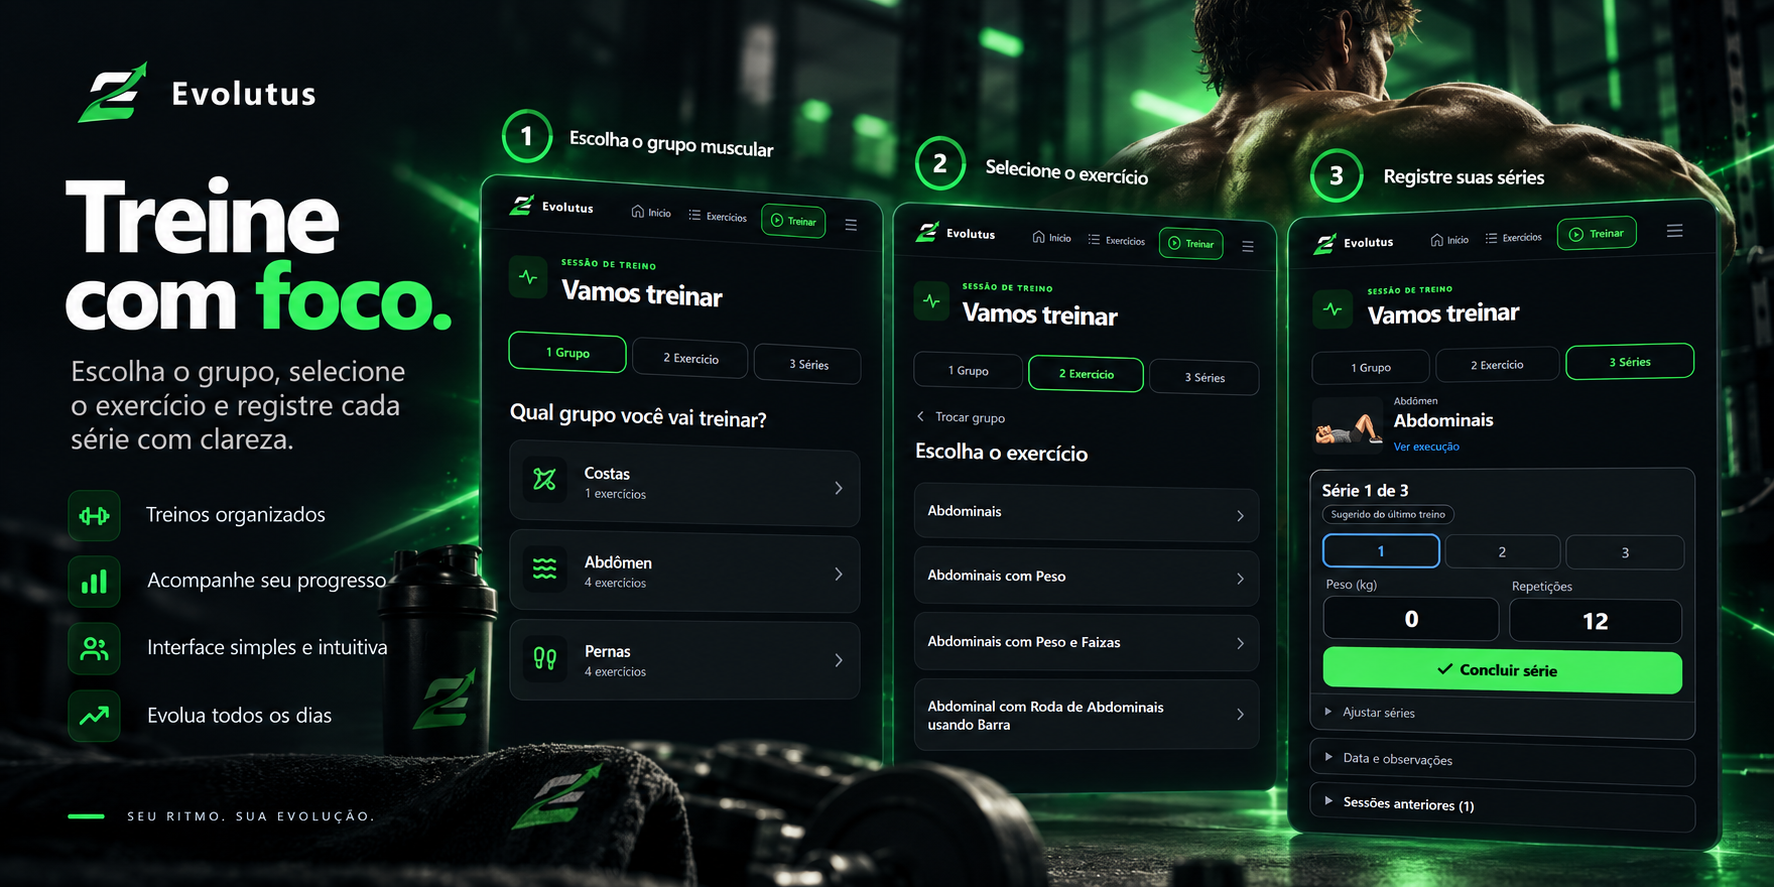 Evolutus
Treine
com foco.
Escolha o grupo, selecione
o exercício e registre cada
série com clareza.
Treinos organizados
Acompanhe seu progresso
Interface simples e intuitiva
Evolua todos os dias
SEU RITMO. SUA EVOLUÇÃO.
1 Escolha o grupo muscular
Evolutus Início Exercícios Treinar
SESSÃO DE TREINO
Vamos treinar
1 Grupo 2 Exercício 3 Séries
Qual grupo você vai treinar?
Costas
1 exercícios
Abdômen
4 exercícios
Pernas
4 exercícios
2 Selecione o exercício
Evolutus Início Exercícios Treinar
SESSÃO DE TREINO
Vamos treinar
1 Grupo 2 Exercício 3 Séries
Trocar grupo
Escolha o exercício
Abdominais
Abdominais com Peso
Abdominais com Peso e Faixas
Abdominal com Roda de Abdominais
usando Barra
3 Registre suas séries
Evolutus Início Exercícios Treinar
SESSÃO DE TREINO
Vamos treinar
1 Grupo 2 Exercício 3 Séries
Abdômen
Abdominais
Ver execução
Série 1 de 3
Sugerido do último treino
1 2 3
Peso (kg) Repetições
0 12
Concluir série
Ajustar séries
Data e observações
Sessões anteriores (1)